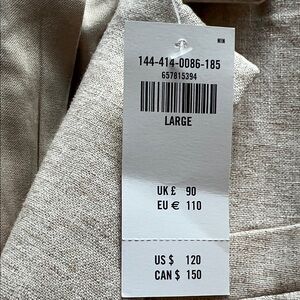 144-414-0086-185
657815394
LARGE
UK £ 90
EU € 110
US $ 120
CAN $ 150